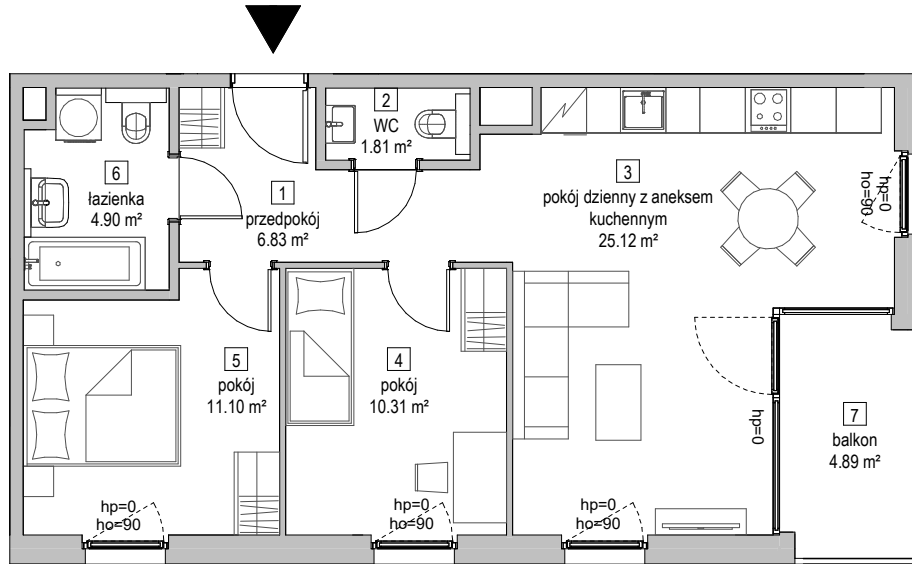 2
WC
1.81 m²
6
łazienka
4.90 m²
1
przedpokój
6.83 m²
3
pokój dzienny z aneksem
kuchennym
25.12 m²
hp=0
ho=90
5
pokój
11.10 m²
4
pokój
10.31 m²
7
balkon
4.89 m²
hp=0
hp=0
ho=90
hp=0
ho=90
hp=0
ho=90